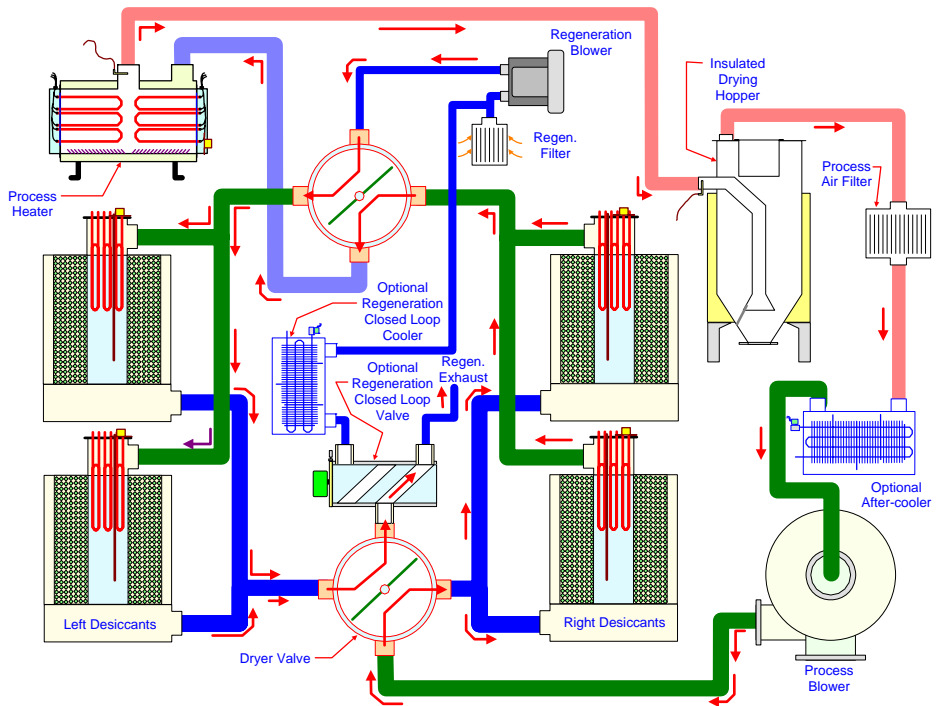 Regeneration
Blower
Insulated
Drying
Hopper
Regen.
Filter
Process
Air Filter
Process
Heater
Optional
Regeneration
Closed Loop
Cooler
Optional
Regeneration
Closed Loop
Valve
Regen.
Exhaust
Optional
After-cooler
Left Desiccants
Right Desiccants
Dryer Valve
Process
Blower